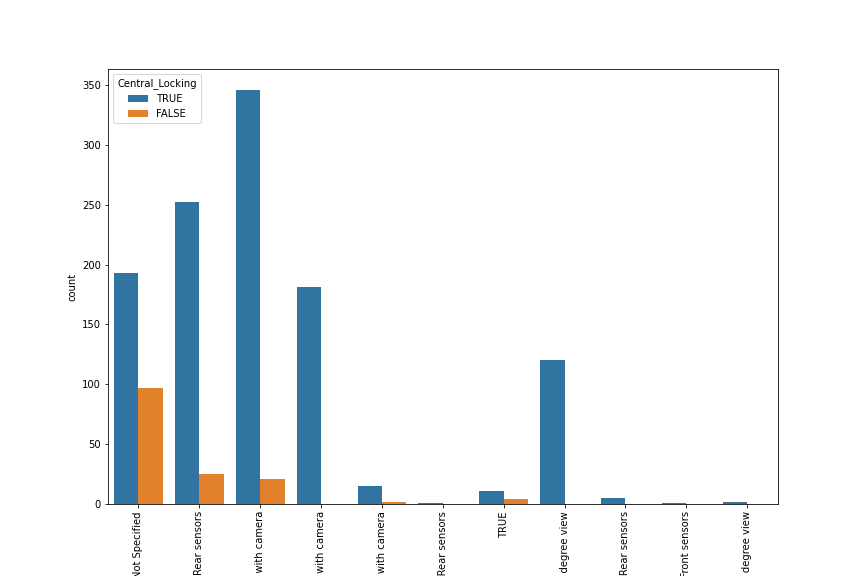 Central_Locking
TRUE
FALSE
350
300
250
200
150
100
50
0
count
Not Specified
Rear sensors
with camera
with camera
with camera
Rear sensors
TRUE
degree view
Rear sensors
Front sensors
degree view